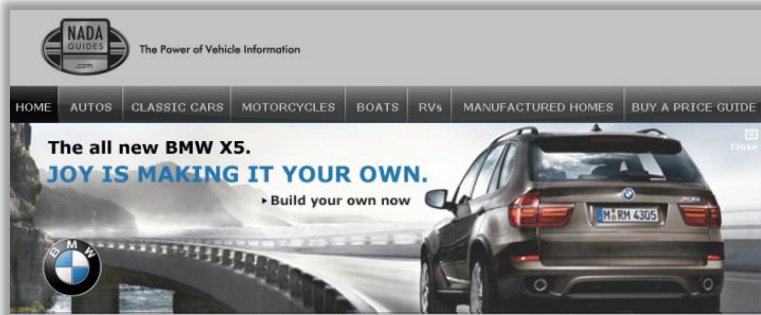 NADA
GUIDES
.com
The Power of Vehicle Information
HOME AUTOS CLASSIC CARS MOTORCYCLES BOATS RVs MANUFACTURED HOMES BUY A PRICE GUIDE
The all new BMW X5.
JOY IS MAKING IT YOUR OWN.
Build your own now
Close
M RM 4305
BMW